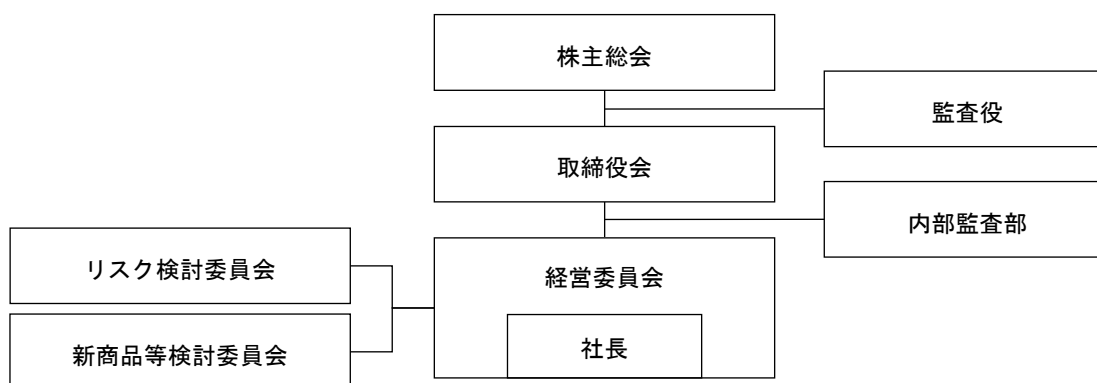 株主総会
監査役
取締役会
内部監査部
リスク検討委員会
経営委員会
新商品等検討委員会
社長